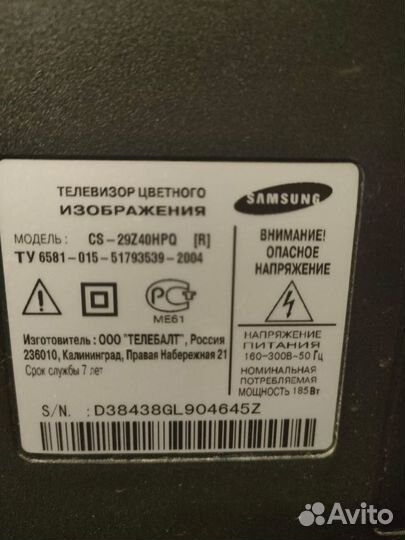 ТЕЛЕВИЗОР ЦВЕТНОГО
ИЗОБРАЖЕНИЯ
SAMSUNG
МОДЕЛЬ: CS-29Z40HPQ [R]
ТУ 6581-015-51793539-2004
ВНИМАНИЕ!
ОПАСНОЕ
НАПРЯЖЕНИЕ
РС
МЕ61
Изготовитель: ООО "ТЕЛЕБАЛТ", Россия
236010, Калининград, Правая Набережная 21
Срок службы 7 лет
НАПРЯЖЕНИЕ
ПИТАНИЯ
160-300В~50 Гц
НОМИНАЛЬНАЯ
ПОТРЕБЛЯЕМАЯ
МОЩНОСТЬ 185Вт
S/N. : D38438GL904645Z
Avito